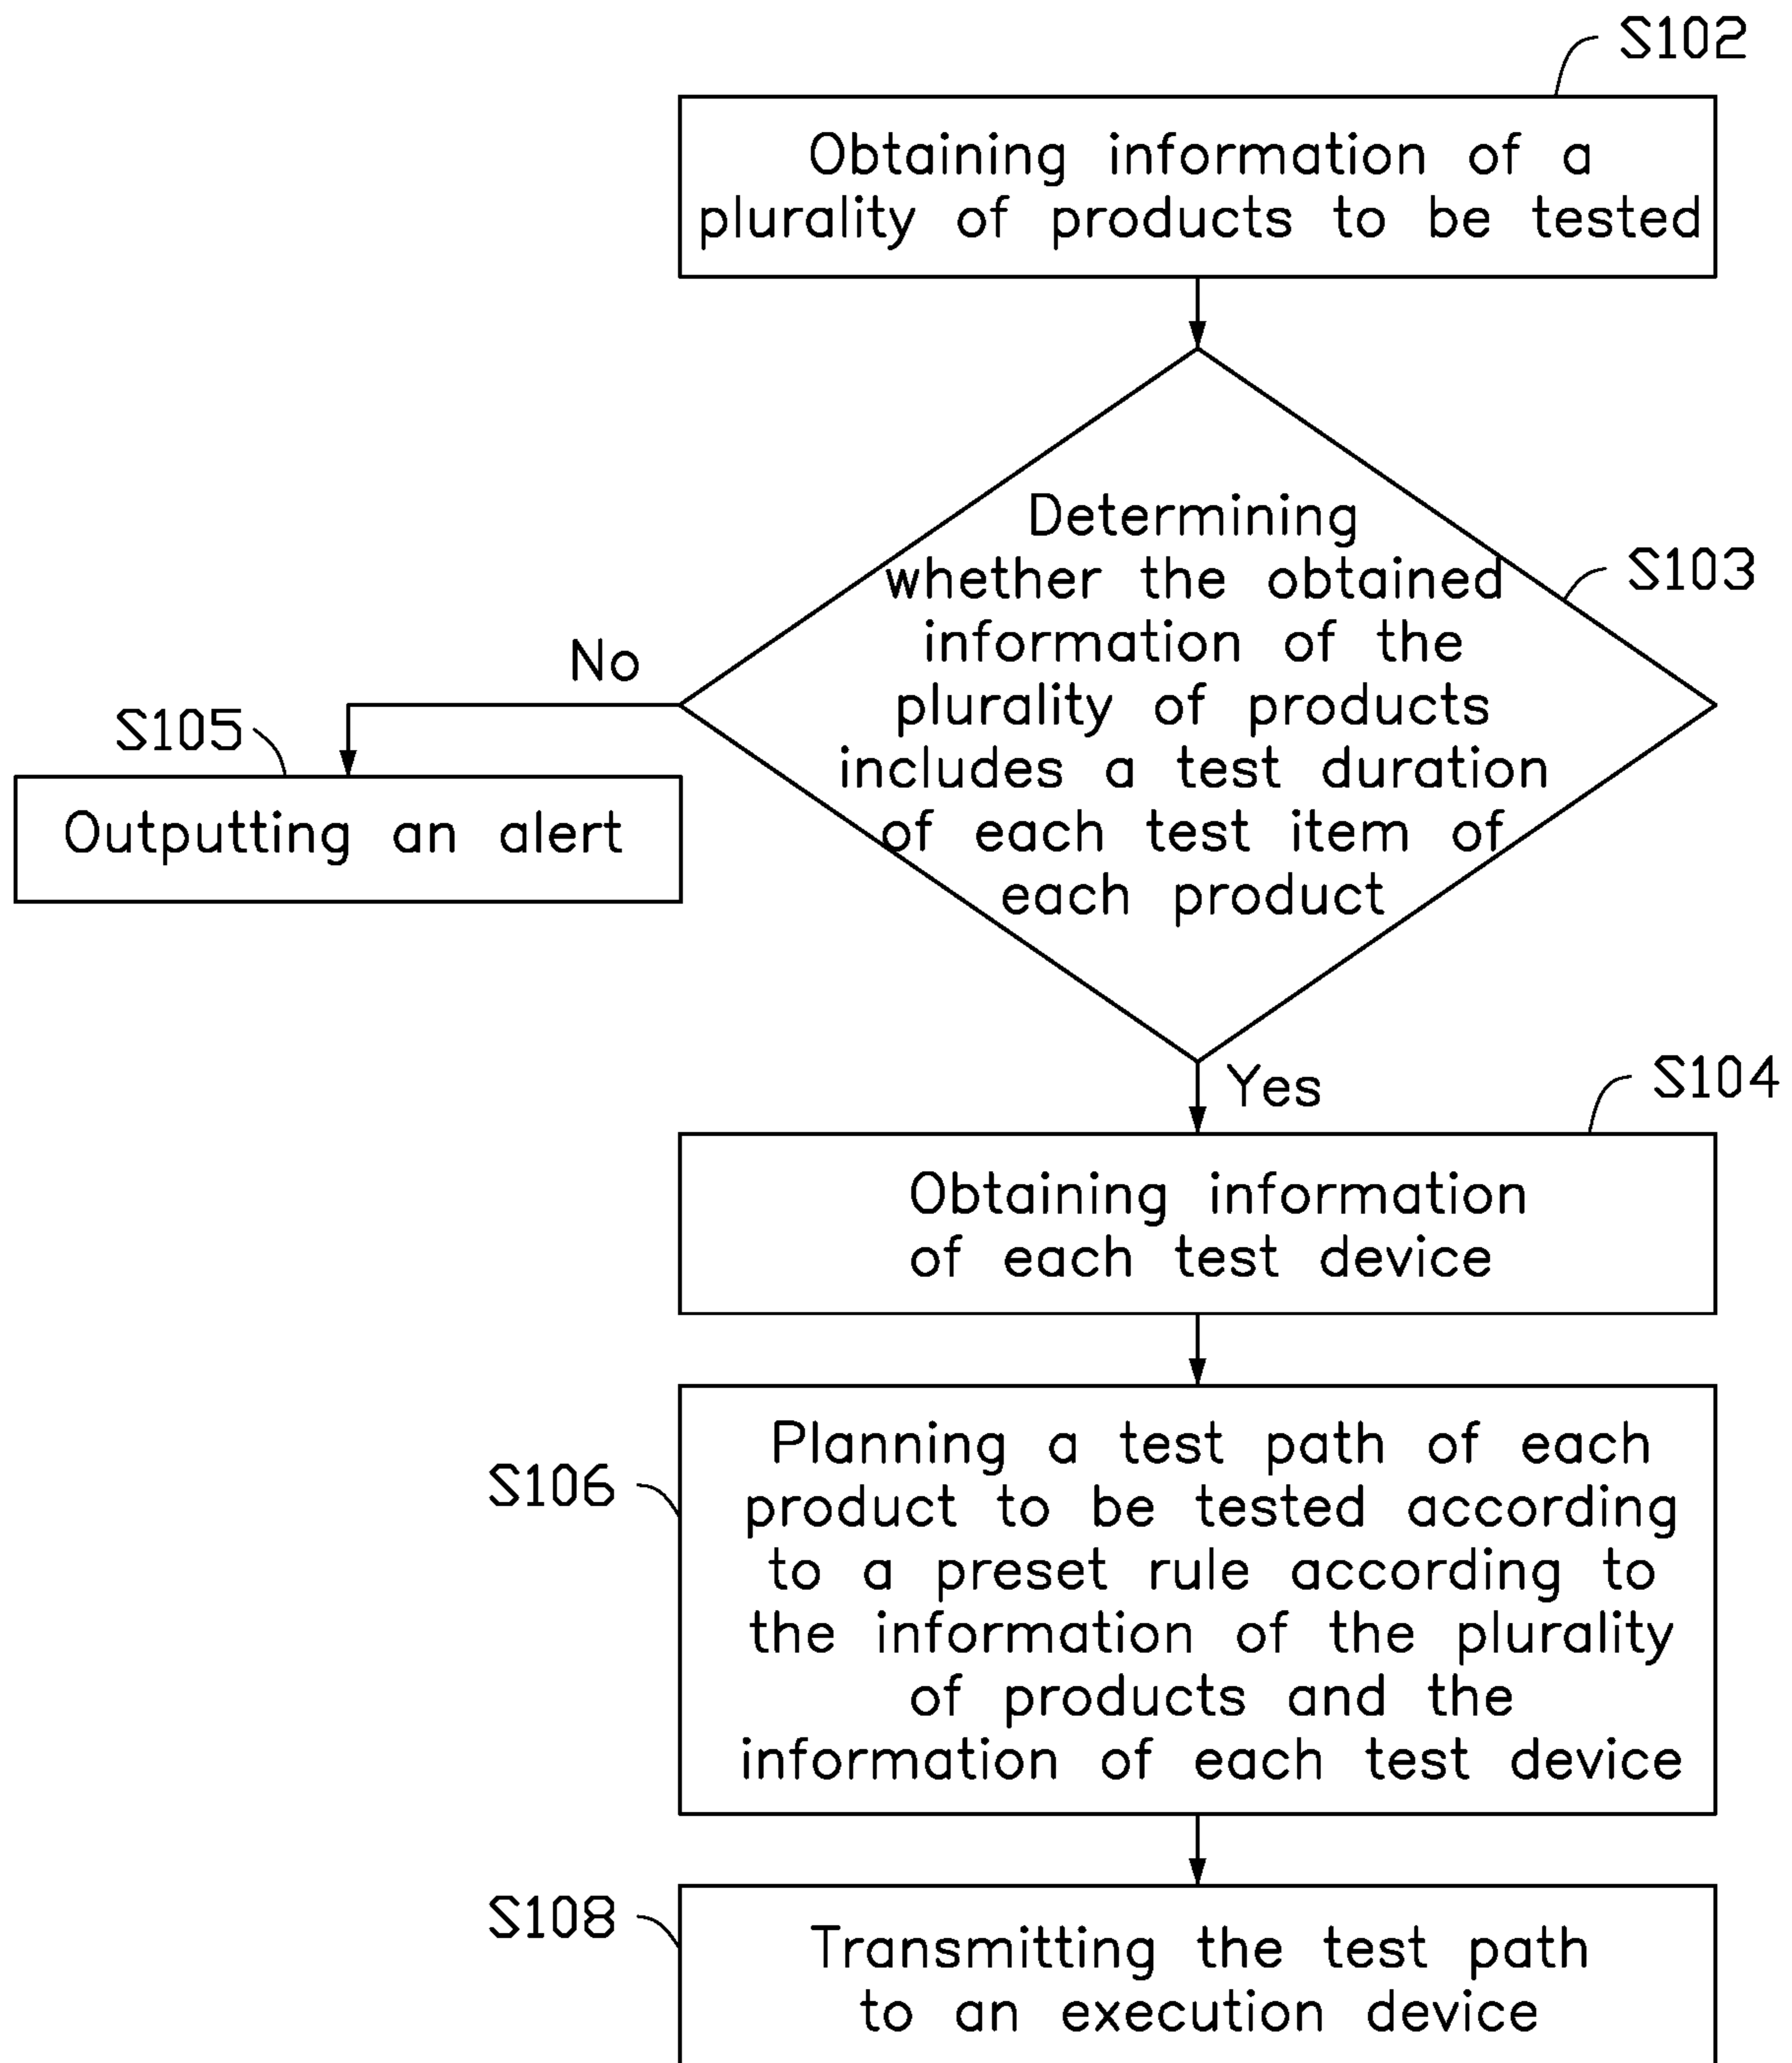 S102
Obtaining information of a
plurality of products to be tested
Determining
whether the obtained
information of the
plurality of products
includes a test duration
of each test item of
each product
S103
No
S105
Outputting an alert
Yes
S104
Obtaining information
of each test device
S106
Planning a test path of each
product to be tested according
to a preset rule according to
the information of the plurality
of products and the
information of each test device
S108
Transmitting the test path
to an execution device